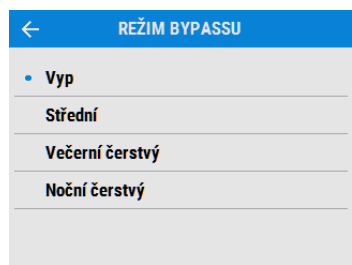 REŽIM BYPASSU
Vyp
Střední
Večerní čerstvý
Noční čerstvý